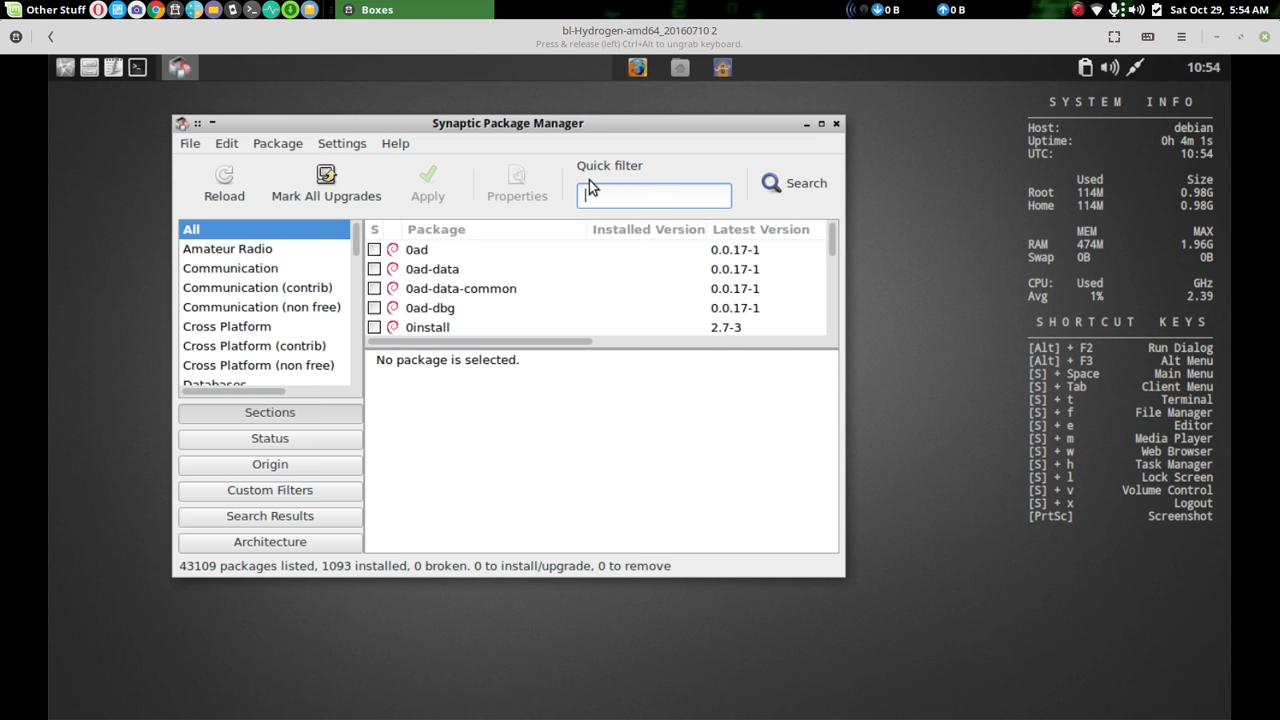 Other Stuff
Boxes
0 B
0 B
Sat Oct 29, 5:54 AM
bl-Hydrogen-amd64_20160710 2
Press & release (left) Ctrl+Alt to ungrab keyboard.
10:54
Synaptic Package Manager
File Edit Package Settings Help
Quick filter
Reload
Mark All Upgrades
Apply
Properties
Search
All
Amateur Radio
Communication
Communication (contrib)
Communication (non free)
Cross Platform
Cross Platform (contrib)
Cross Platform (non free)
Databases
Sections
Status
Origin
Custom Filters
Search Results
Architecture
S Package Installed Version Latest Version
0ad 0.0.17-1
0ad-data 0.0.17-1
0ad-data-common 0.0.17-1
0ad-dbg 0.0.17-1
0install 2.7-3
No package is selected.
43109 packages listed, 1093 installed, 0 broken. 0 to install/upgrade, 0 to remove
SYSTEM INFO
Host: debian
Uptime: 0h 4m 1s
UTC: 10:54
Used Size
Root 114M 0.98G
Home 114M 0.98G
MEM MAX
RAM 474M 1.96G
Swap 0B 0B
CPU: Used GHz
Avg 1% 2.39
SHORTCUT KEYS
[Alt] + F2 Run Dialog
[Alt] + F3 Alt Menu
[S] + Space Main Menu
[S] + Tab Client Menu
[S] + t Terminal
[S] + f File Manager
[S] + e Editor
[S] + m Media Player
[S] + w Web Browser
[S] + h Task Manager
[S] + l Lock Screen
[S] + v Volume Control
[S] + x Logout
[PrtSc] Screenshot